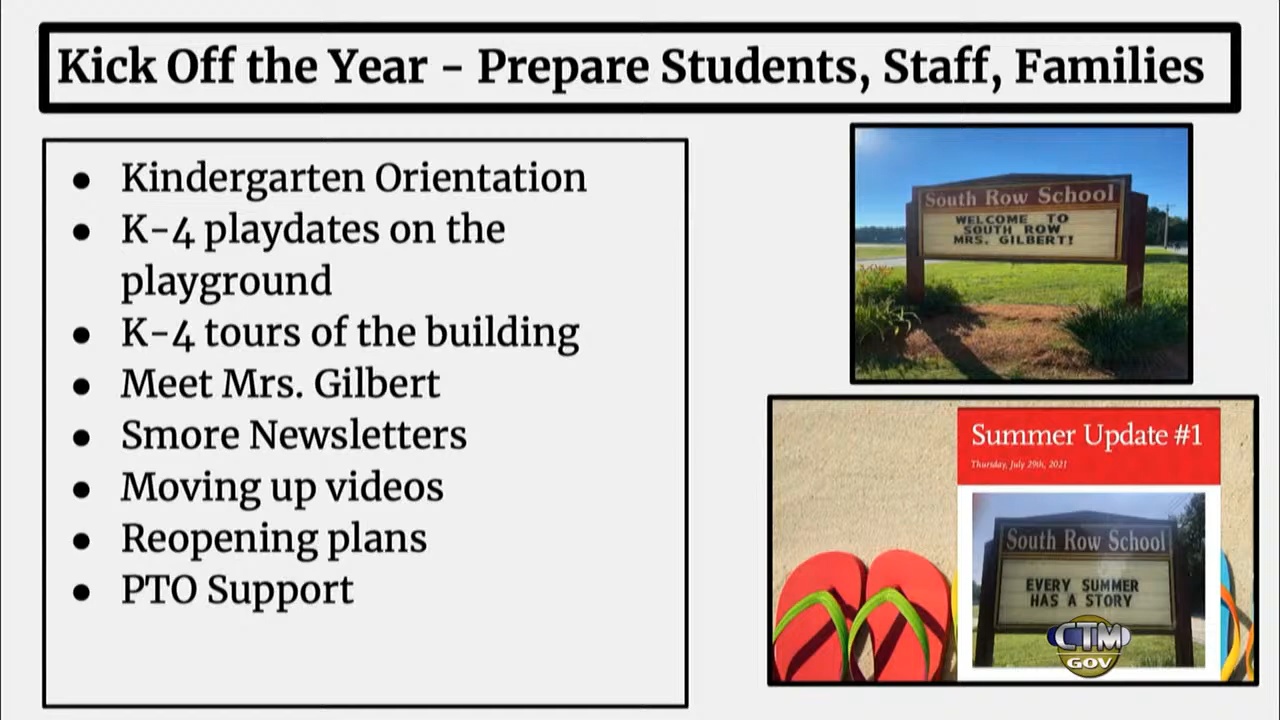 Kick Off the Year - Prepare Students, Staff, Families
● Kindergarten Orientation
● K-4 playdates on the
playground
● K-4 tours of the building
● Meet Mrs. Gilbert
● Smore Newsletters
● Moving up videos
● Reopening plans
● PTO Support
South Row School
WELCOME TO
SOUTH ROW
MRS. GILBERT!
Summer Update #1
Thursday, July 29th, 2021
South Row School
EVERY SUMMER
HAS A STORY
CTM
GOV